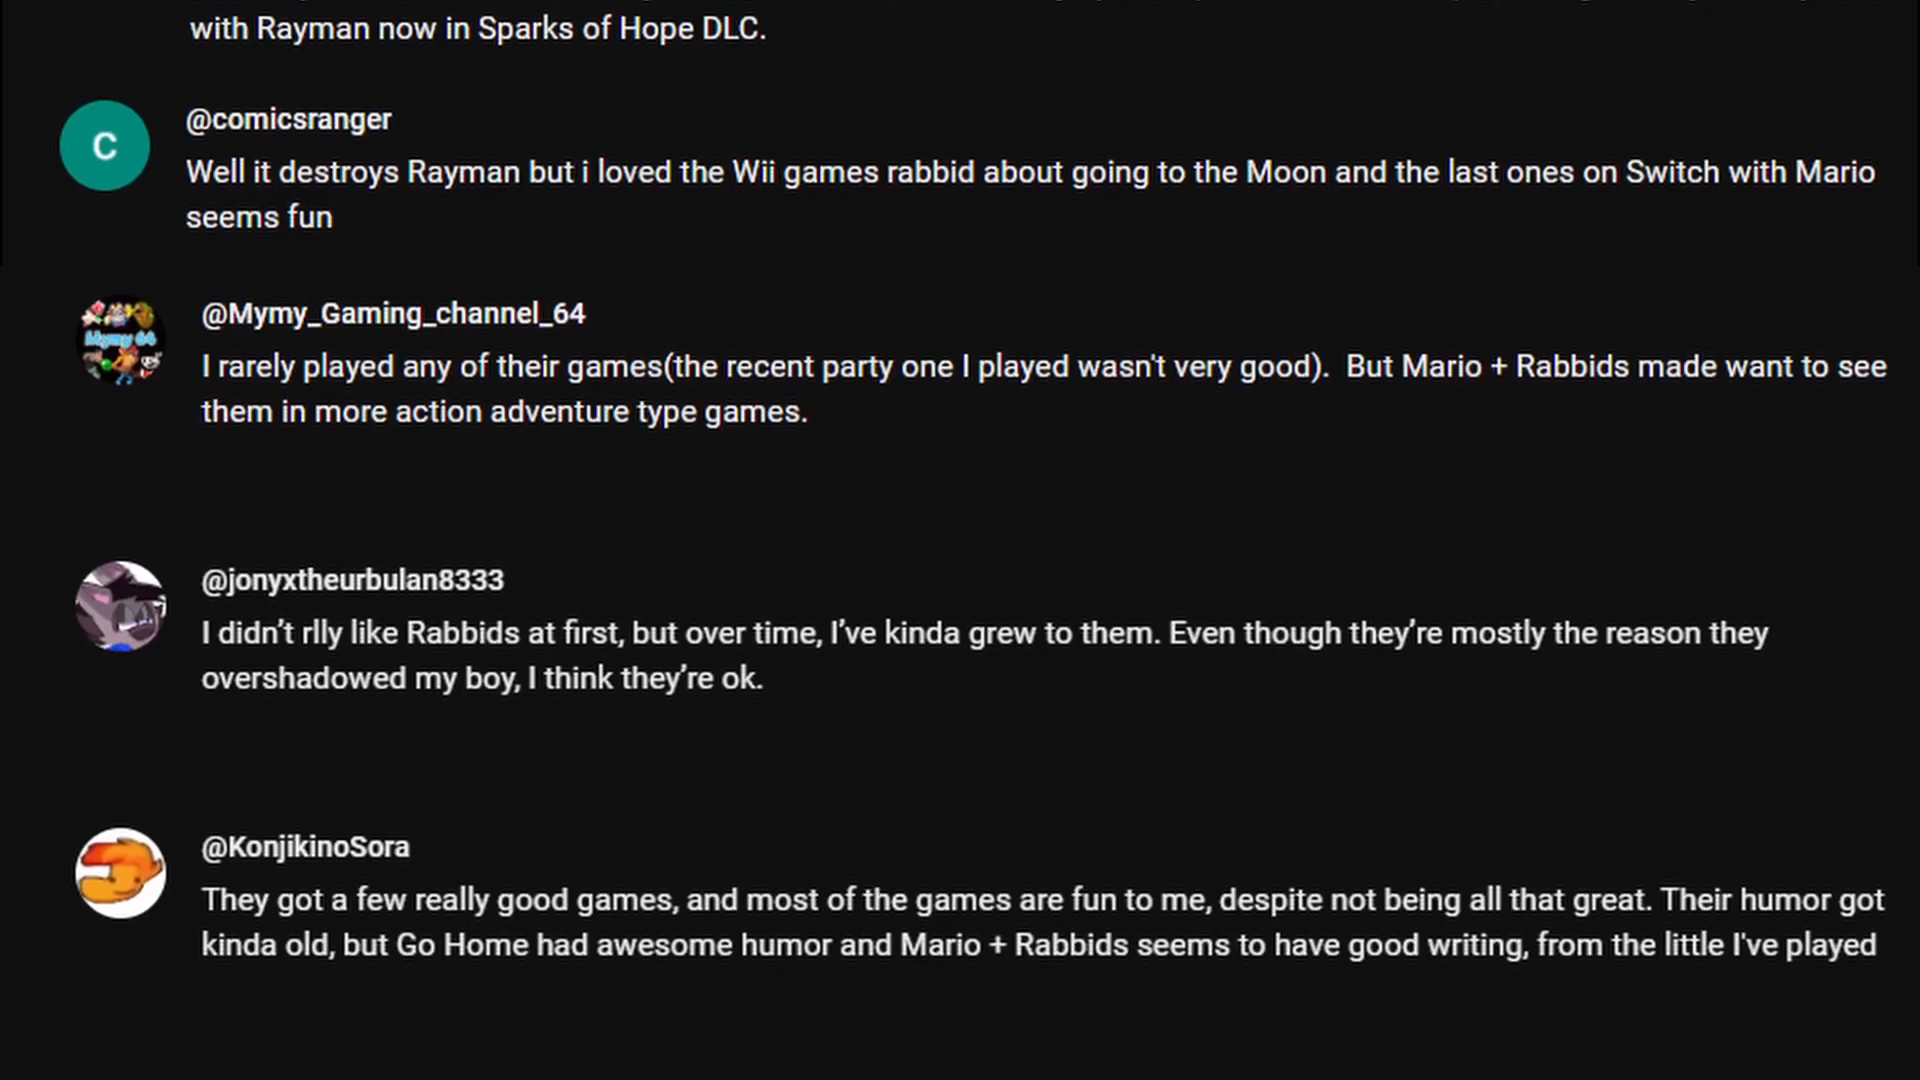 with Rayman now in Sparks of Hope DLC.
C
@comicsranger
Well it destroys Rayman but i loved the Wii games rabbid about going to the Moon and the last ones on Switch with Mario
seems fun
Mymy 64
@Mymy_Gaming_channel_64
I rarely played any of their games(the recent party one I played wasn't very good).  But Mario + Rabbids made want to see
them in more action adventure type games.
@jonyxtheurbulan8333
I didn’t rlly like Rabbids at first, but over time, I’ve kinda grew to them. Even though they’re mostly the reason they
overshadowed my boy, I think they’re ok.
@KonjikinoSora
They got a few really good games, and most of the games are fun to me, despite not being all that great. Their humor got
kinda old, but Go Home had awesome humor and Mario + Rabbids seems to have good writing, from the little I've played